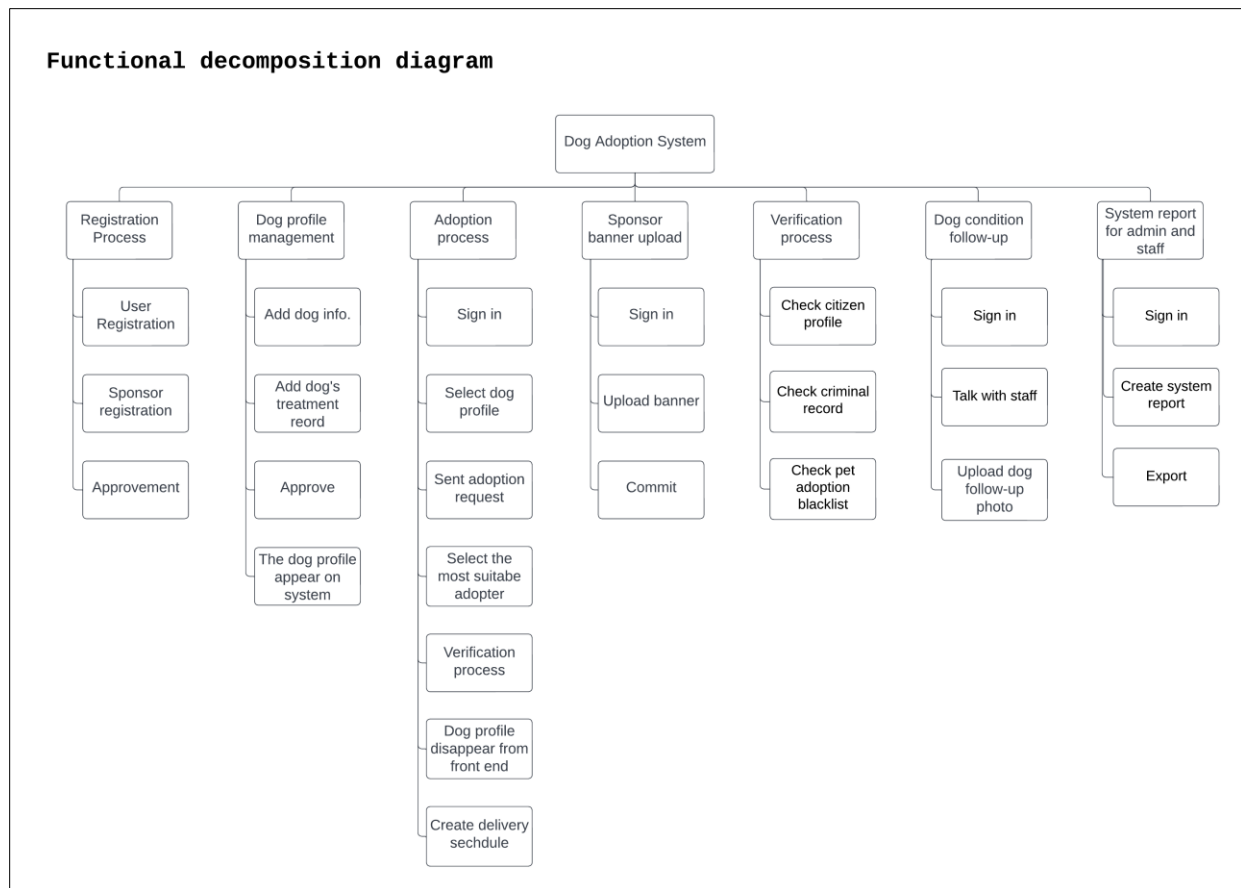 Functional decomposition diagram
Dog Adoption System
Registration
Process
Dog profile
management
Adoption
process
Sponsor
banner upload
Verification
process
Dog condition
follow-up
System report
for admin and
staff
User
Registration
Sponsor
registration
Approvement
Add dog info.
Add dog's
treatment
reord
Approve
The dog profile
appear on
system
Sign in
Select dog
profile
Sent adoption
request
Select the
most suitabe
adopter
Verification
process
Dog profile
disappear from
front end
Create delivery
sechdule
Sign in
Upload banner
Commit
Check citizen
profile
Check criminal
record
Check pet
adoption
blacklist
Sign in
Talk with staff
Upload dog
follow-up
photo
Sign in
Create system
report
Export